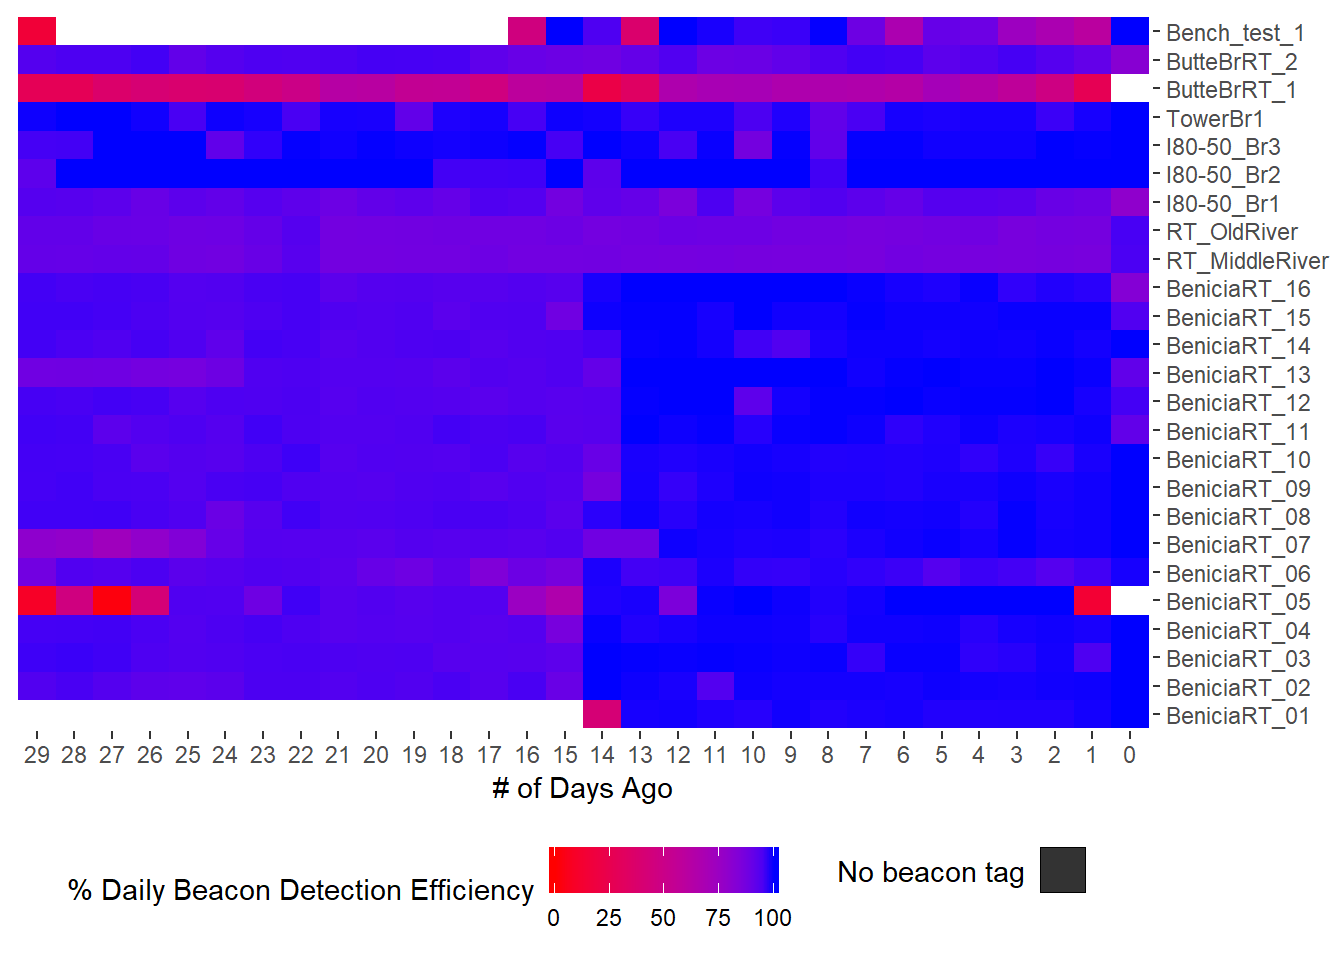 Bench_test_1
ButteBrRT_2
ButteBrRT_1
TowerBr1
I80-50_Br3
I80-50_Br2
I80-50_Br1
RT_OldRiver
RT_MiddleRiver
BeniciaRT_16
BeniciaRT_15
BeniciaRT_14
BeniciaRT_13
BeniciaRT_12
BeniciaRT_11
BeniciaRT_10
BeniciaRT_09
BeniciaRT_08
BeniciaRT_07
BeniciaRT_06
BeniciaRT_05
BeniciaRT_04
BeniciaRT_03
BeniciaRT_02
BeniciaRT_01
29 28 27 26 25 24 23 22 21 20 19 18 17 16 15 14 13 12 11 10 9 8 7 6 5 4 3 2 1 0
# of Days Ago
% Daily Beacon Detection Efficiency
0 25 50 75 100
No beacon tag